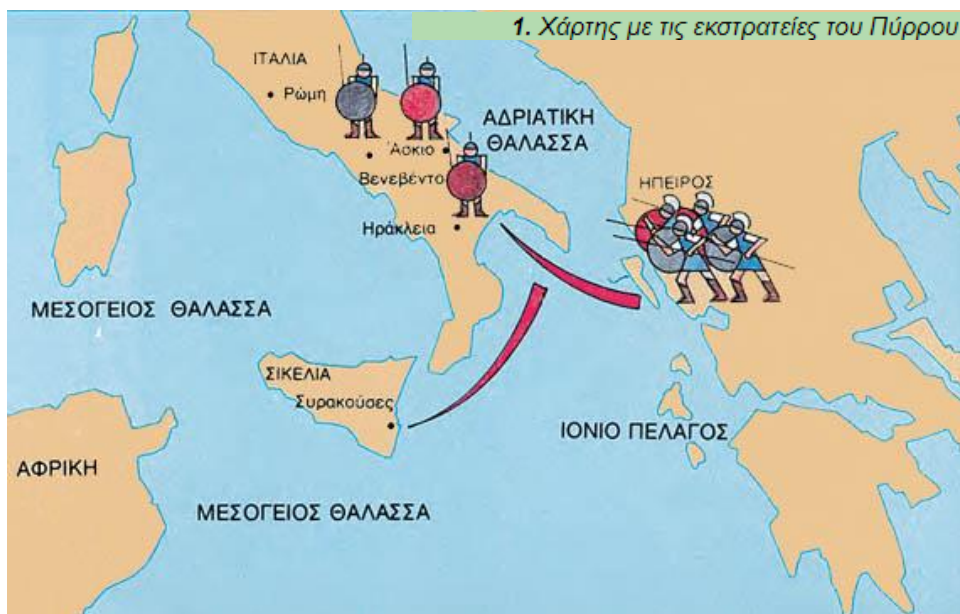 1. Χάρτης με τις εκστρατείες του Πύρρου
ΙΤΑΛΙΑ
Ρώμη
ΑΔΡΙΑΤΙΚΗ
ΘΑΛΑΣΣΑ
Άσκιο
Βενεβέντο
ΗΠΕΙΡΟΣ
Ηράκλεια
ΜΕΣΟΓΕΙΟΣ ΘΑΛΑΣΣΑ
ΣΙΚΕΛΙΑ
Συρακούσες
ΙΟΝΙΟ ΠΕΛΑΓΟΣ
ΑΦΡΙΚΗ
ΜΕΣΟΓΕΙΟΣ ΘΑΛΑΣΣΑ